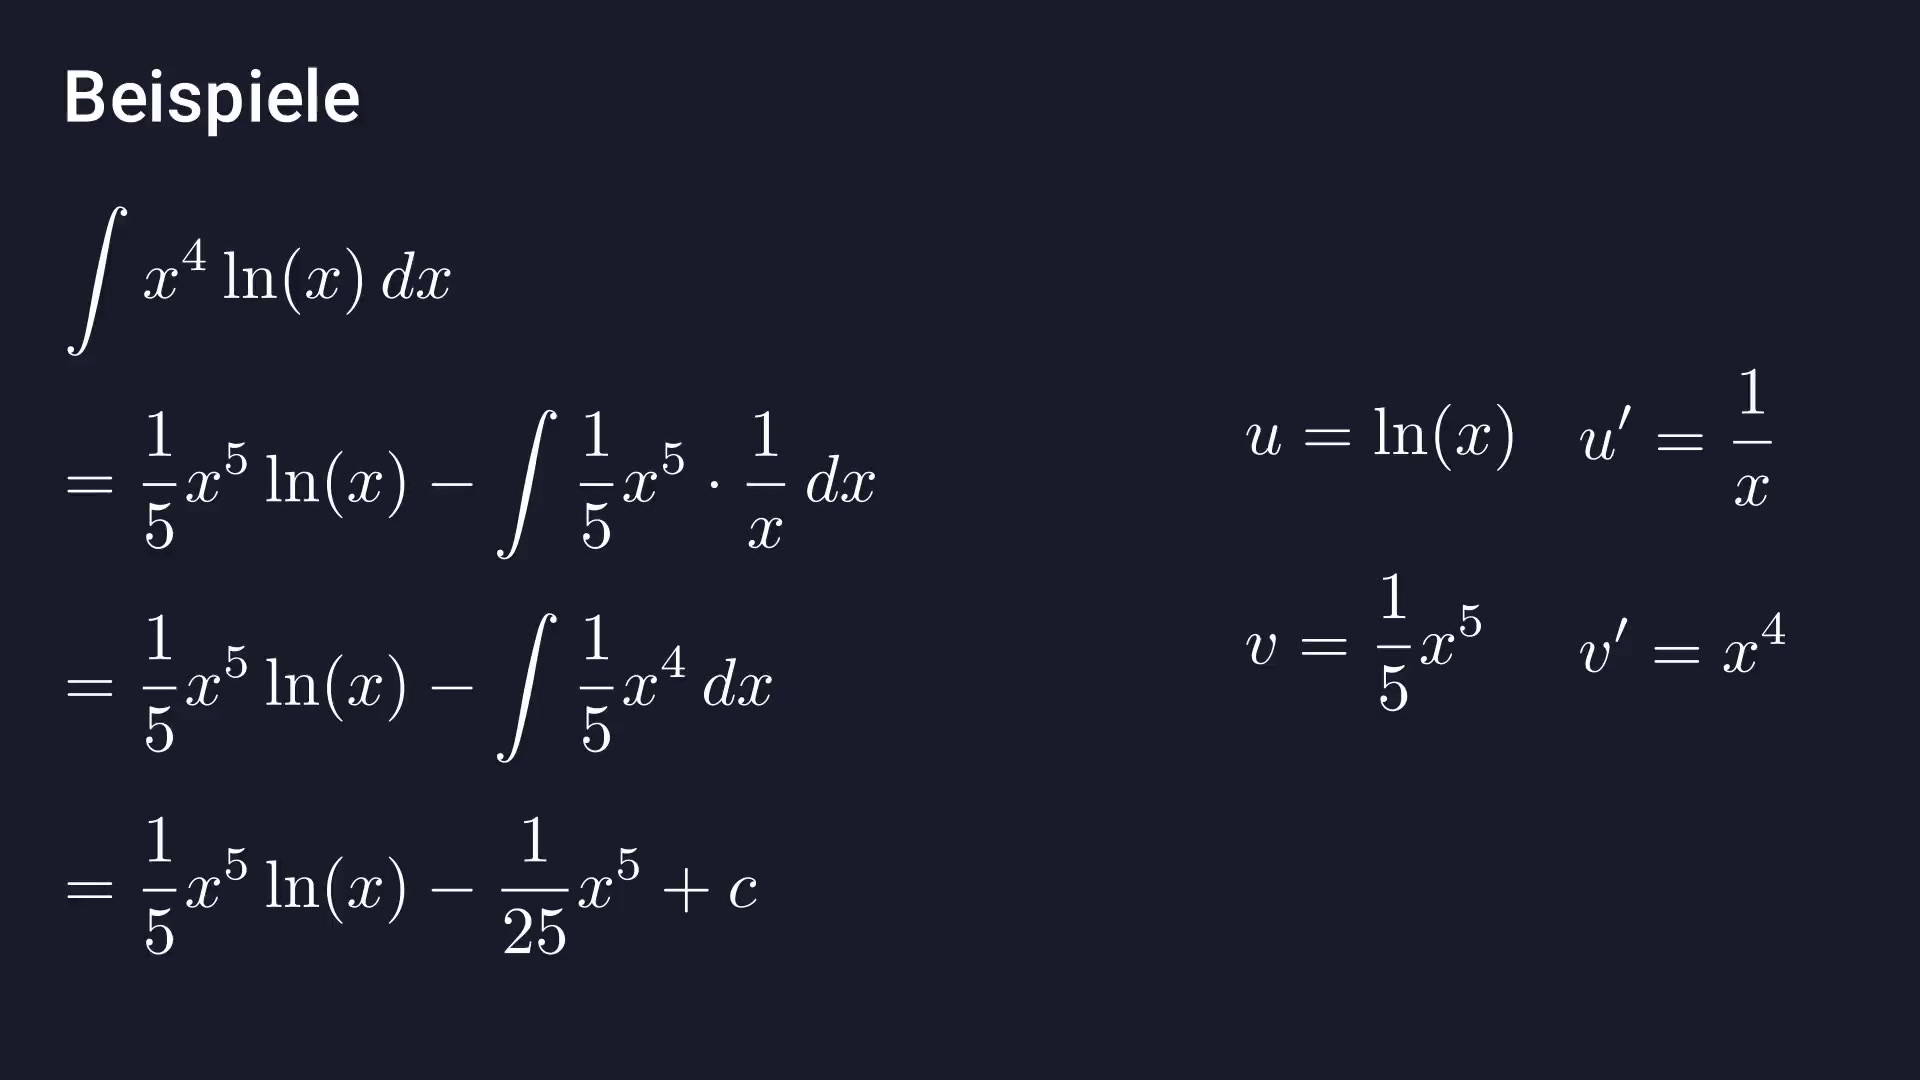 Beispiele
∫ x⁴ ln(x) dx
= 1/5 x⁵ ln(x) − ∫ 1/5 x⁵ · 1/x dx
u = ln(x) u′ = 1/x
v = 1/5 x⁵ v′ = x⁴
= 1/5 x⁵ ln(x) − ∫ 1/5 x⁴ dx
= 1/5 x⁵ ln(x) − 1/25 x⁵ + c